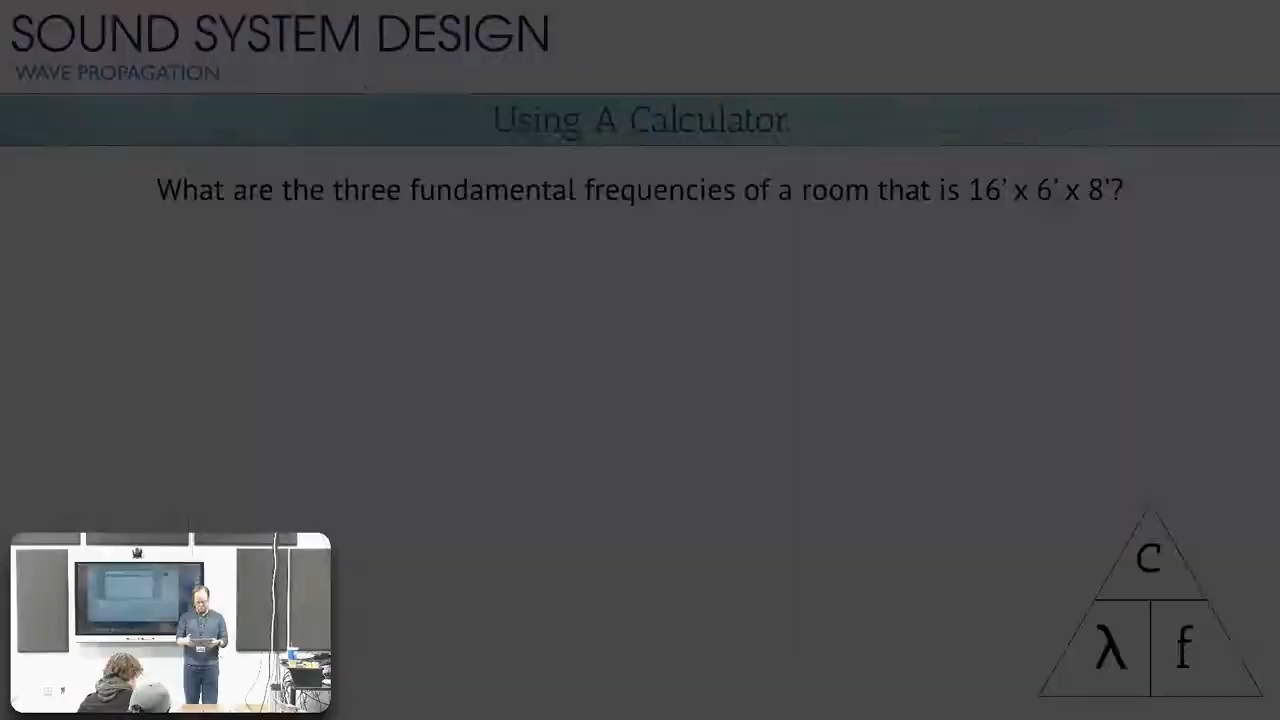 SOUND SYSTEM DESIGN
WAVE PROPAGATION
Using A Calculator
What are the three fundamental frequencies of a room that is 16’ x 6’ x 8’?
c
λ f